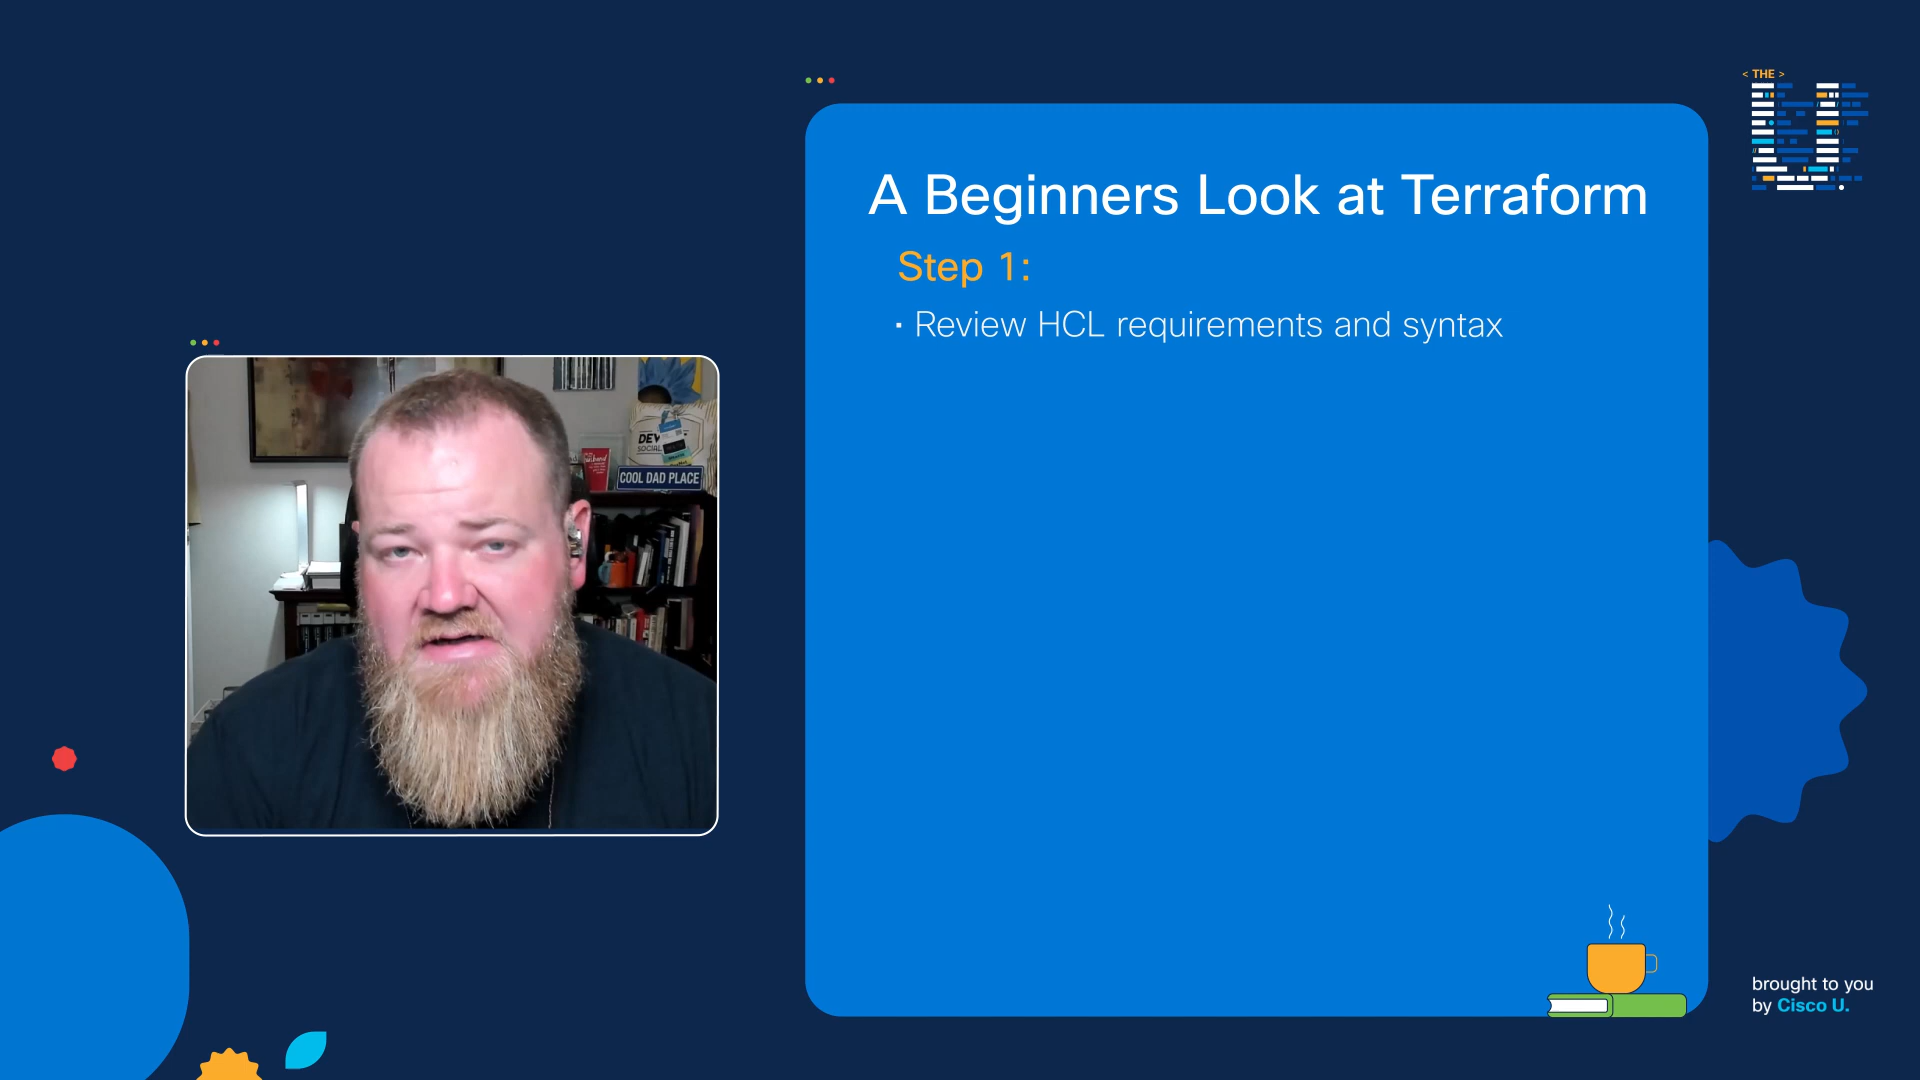 < THE >
A Beginners Look at Terraform
Step 1:
▪ Review HCL requirements and syntax
DEV
SOCIAL
COOL DAD PLACE
brought to you
by Cisco U.